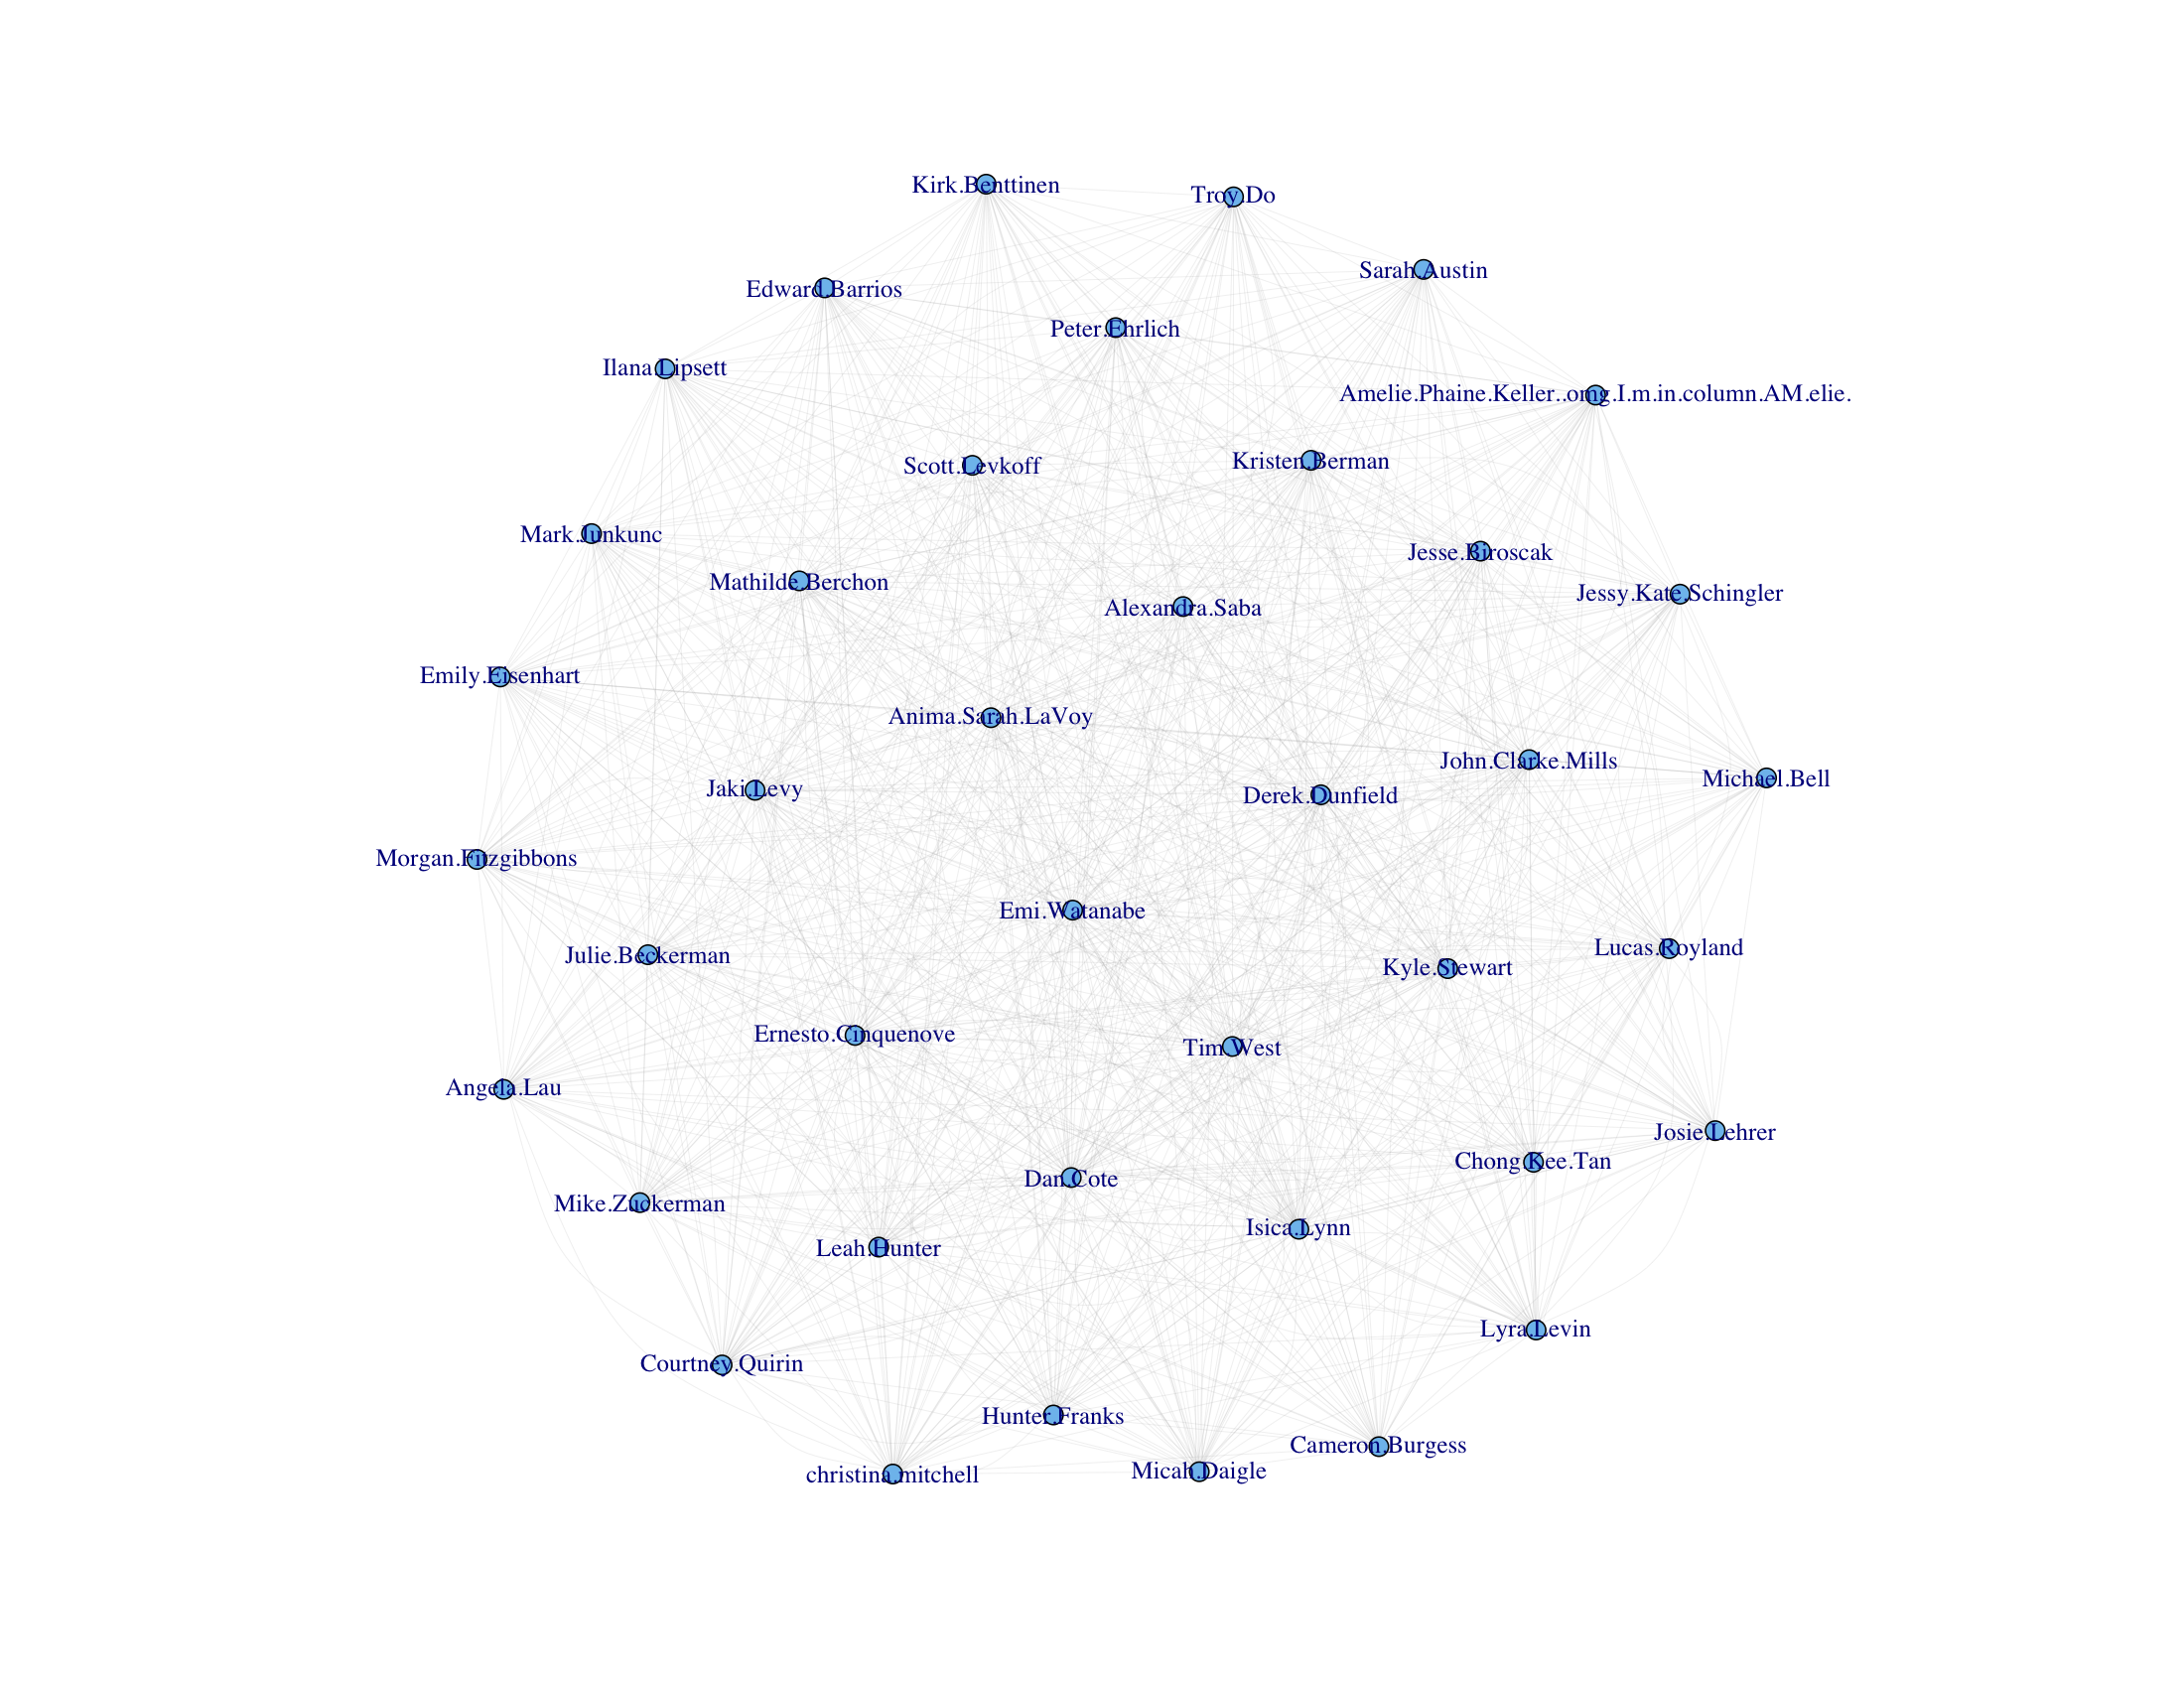 Kirk.Benttinen
Troy.Do
Sarah.Austin
Edward.Barrios
Peter.Ehrlich
Ilana.Lipsett
Amelie.Phaine.Keller..omg.I.m.in.column.AM.elie.
Scott.Levkoff
Kristen.Berman
Mark.Junkunc
Jesse.Biroscak
Mathilde.Berchon
Jessy.Kate.Schingler
Alexandra.Saba
Emily.Eisenhart
Anima.Sarah.LaVoy
John.Clarke.Mills
Michael.Bell
Jaki.Levy
Derek.Dunfield
Morgan.Fitzgibbons
Emi.Watanabe
Lucas.Royland
Julie.Beckerman
Kyle.Stewart
Ernesto.Cinquenove
Tim.West
Angela.Lau
Josie.Lehrer
Chong.Kee.Tan
Dan.Cote
Mike.Zuckerman
Isica.Lynn
Leah.Hunter
Lyra.Levin
Courtney.Quirin
Hunter.Franks
Cameron.Burgess
Micah.Daigle
christina.mitchell